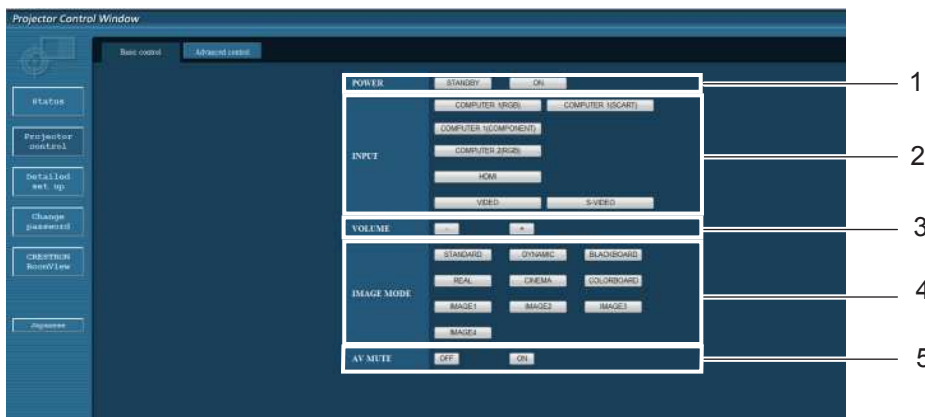 Projector Control Window
Basic control Advanced control
Status
Projector control
Detailed set up
Change password
CRESTRON RoomView
Japanese
POWER STANDBY ON 1
INPUT
COMPUTER 1(RGB) COMPUTER 1(SCART)
COMPUTER 1(COMPONENT)
COMPUTER 2(RGB)
HDMI
VIDEO S-VIDEO
2
VOLUME - + 3
IMAGE MODE
STANDARD DYNAMIC BLACKBOARD
REAL CINEMA COLORBOARD
IMAGE1 IMAGE2 IMAGE3
IMAGE4
4
AV MUTE OFF ON 5